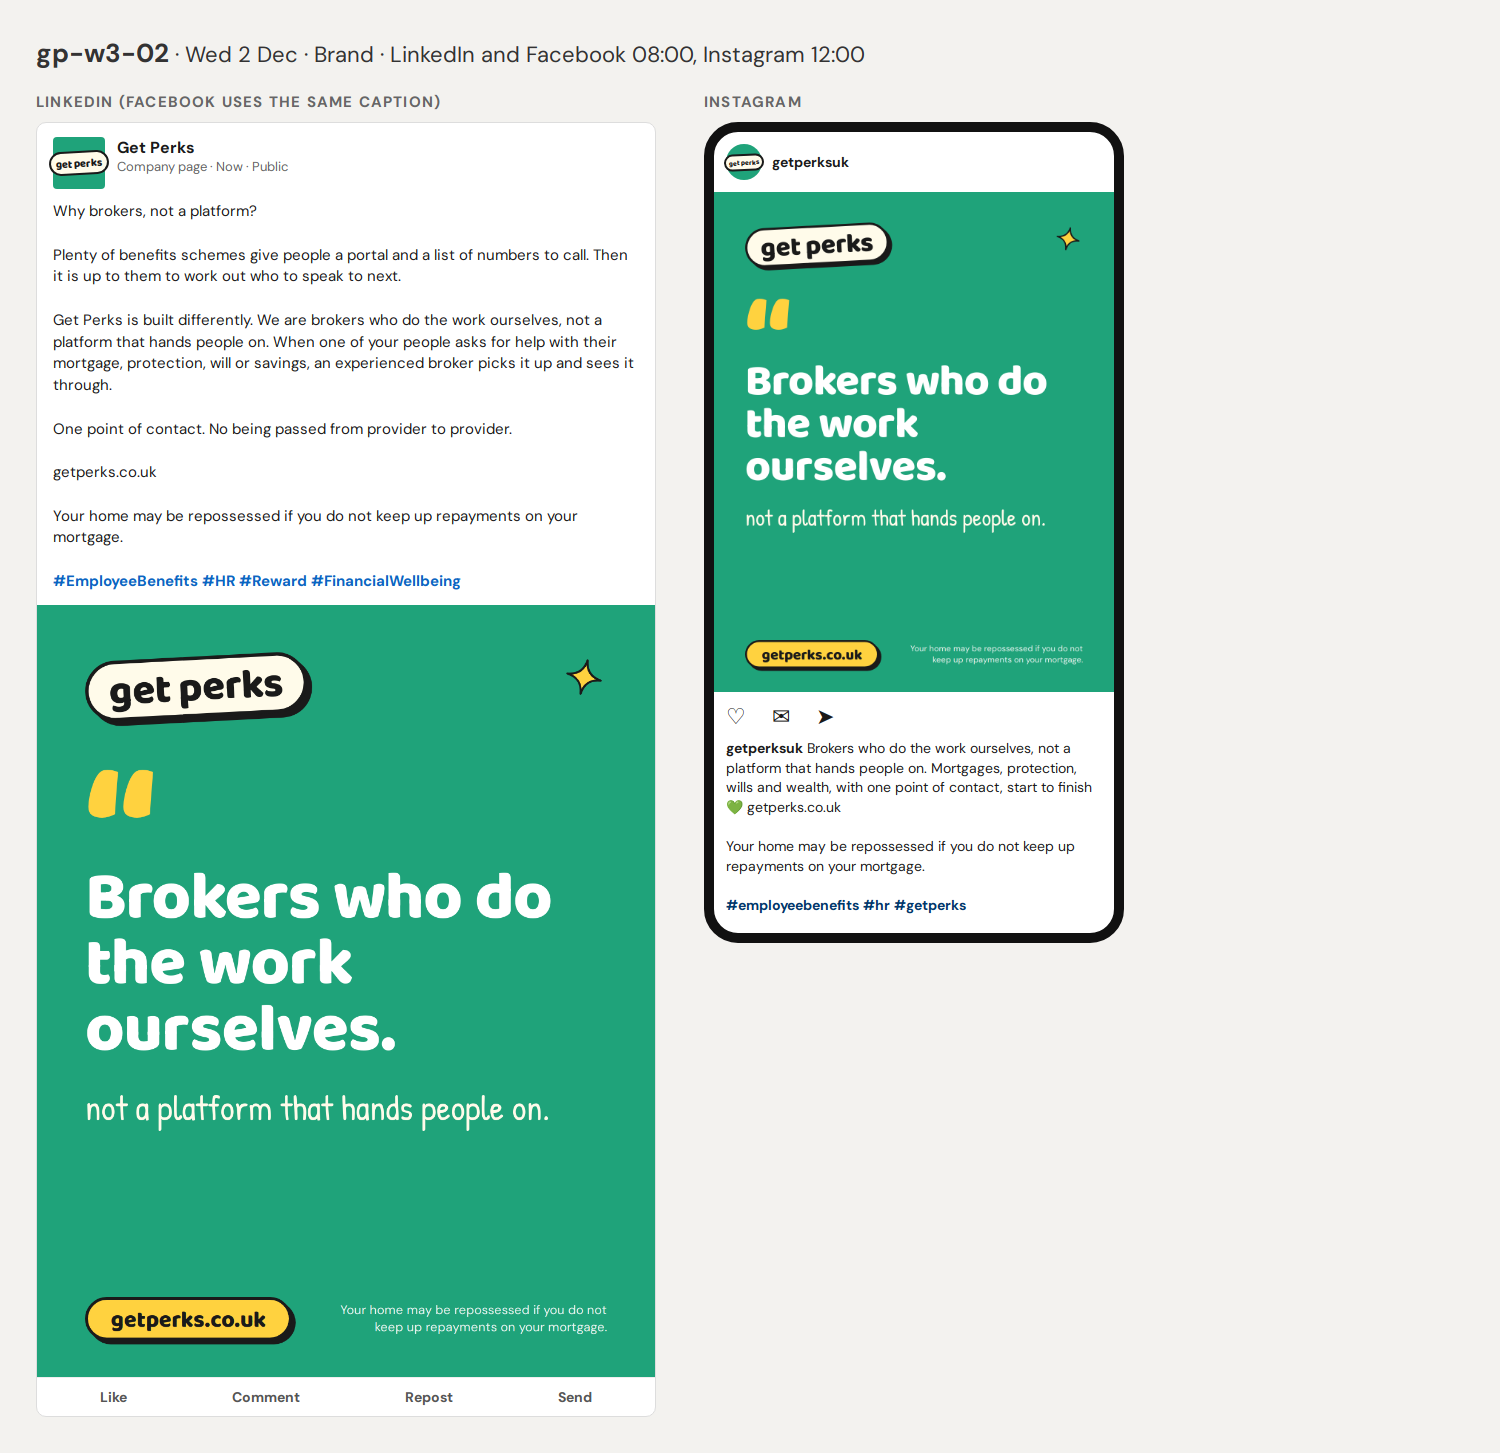 gp-w3-02 · Wed 2 Dec · Brand · LinkedIn and Facebook 08:00, Instagram 12:00
LINKEDIN (FACEBOOK USES THE SAME CAPTION)
get perks
Get Perks
Company page · Now · Public
Why brokers, not a platform?
Plenty of benefits schemes give people a portal and a list of numbers to call. Then
it is up to them to work out who to speak to next.
Get Perks is built differently. We are brokers who do the work ourselves, not a
platform that hands people on. When one of your people asks for help with their
mortgage, protection, will or savings, an experienced broker picks it up and sees it
through.
One point of contact. No being passed from provider to provider.
getperks.co.uk
Your home may be repossessed if you do not keep up repayments on your
mortgage.
#EmployeeBenefits #HR #Reward #FinancialWellbeing
get perks
“
Brokers who do
the work
ourselves.
not a platform that hands people on.
getperks.co.uk
Your home may be repossessed if you do not
keep up repayments on your mortgage.
Like Comment Repost Send
INSTAGRAM
get perks
getperksuk
get perks
“
Brokers who do
the work
ourselves.
not a platform that hands people on.
getperks.co.uk
Your home may be repossessed if you do not
keep up repayments on your mortgage.
getperksuk Brokers who do the work ourselves, not a
platform that hands people on. Mortgages, protection,
wills and wealth, with one point of contact, start to finish
💚 getperks.co.uk
Your home may be repossessed if you do not keep up
repayments on your mortgage.
#employeebenefits #hr #getperks